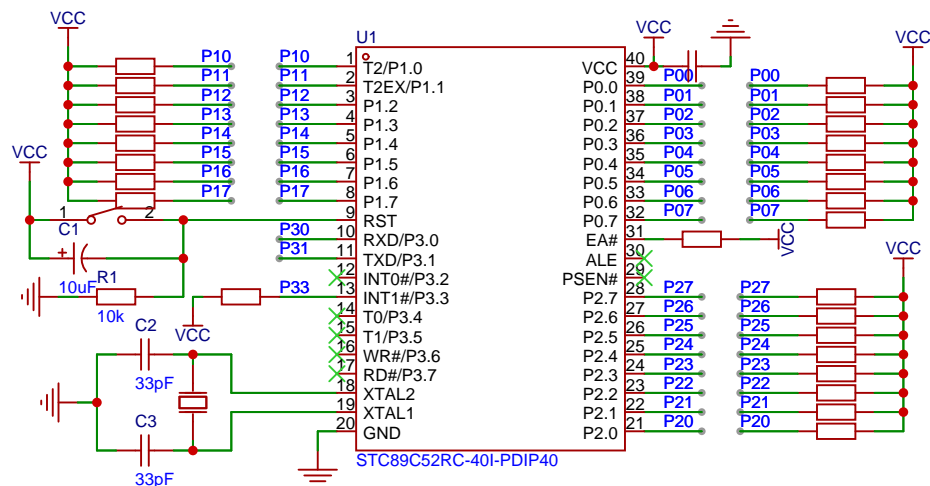 VCC
P10
P11
P12
P13
P14
P15
P16
P17
VCC
1
2
C1
+
10uF
R1
10k
VCC
P33
C2
33pF
C3
33pF
P10
P11
P12
P13
P14
P15
P16
P17
P30
P31
U1
1 T2/P1.0
2 T2EX/P1.1
3 P1.2
4 P1.3
5 P1.4
6 P1.5
7 P1.6
8 P1.7
9 RST
10 RXD/P3.0
11 TXD/P3.1
12 INT0#/P3.2
13 INT1#/P3.3
14 T0/P3.4
15 T1/P3.5
16 WR#/P3.6
17 RD#/P3.7
18 XTAL2
19 XTAL1
20 GND
VCC 40
P0.0 39
P0.1 38
P0.2 37
P0.3 36
P0.4 35
P0.5 34
P0.6 33
P0.7 32
EA# 31
ALE 30
PSEN# 29
P2.7 28
P2.6 27
P2.5 26
P2.4 25
P2.3 24
P2.2 23
P2.1 22
P2.0 21
STC89C52RC-40I-PDIP40
VCC
P00
P01
P02
P03
P04
P05
P06
P07
VCC
P27
P26
P25
P24
P23
P22
P21
P20
VCC
P00
P01
P02
P03
P04
P05
P06
P07
VCC
P27
P26
P25
P24
P23
P22
P21
P20